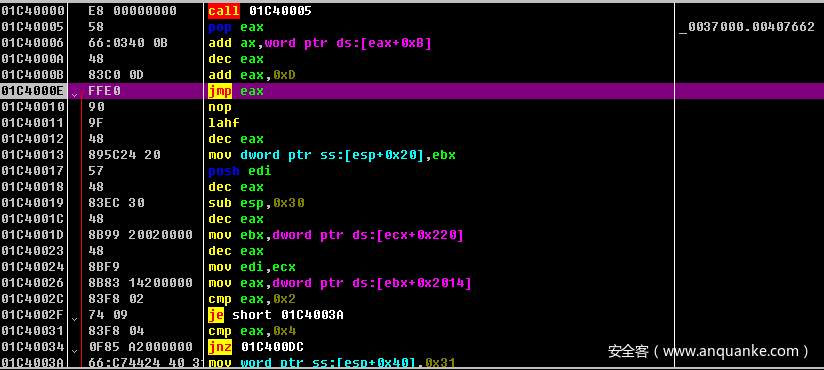 01C40000 E8 00000000 call 01C40005
01C40005 58 pop eax _0037000.00407662
01C40006 66:0340 0B add ax,word ptr ds:[eax+0xB]
01C4000A 48 dec eax
01C4000B 83C0 0D add eax,0xD
01C4000E FFE0 jmp eax
01C40010 90 nop
01C40011 9F lahf
01C40012 48 dec eax
01C40013 895C24 20 mov dword ptr ss:[esp+0x20],ebx
01C40017 57 push edi
01C40018 48 dec eax
01C40019 83EC 30 sub esp,0x30
01C4001C 48 dec eax
01C4001D 8B99 20020000 mov ebx,dword ptr ds:[ecx+0x220]
01C40023 48 dec eax
01C40024 8BF9 mov edi,ecx
01C40026 8B83 14200000 mov eax,dword ptr ds:[ebx+0x2014]
01C4002C 83F8 02 cmp eax,0x2
01C4002F 74 09 je short 01C4003A
01C40031 83F8 04 cmp eax,0x4
01C40034 0F85 A2000000 jnz 01C400DC
01C4003A 66:C74424 40 31 mov word ptr ss:[esp+0x40],0x31
安全客(www.anquanke.com)